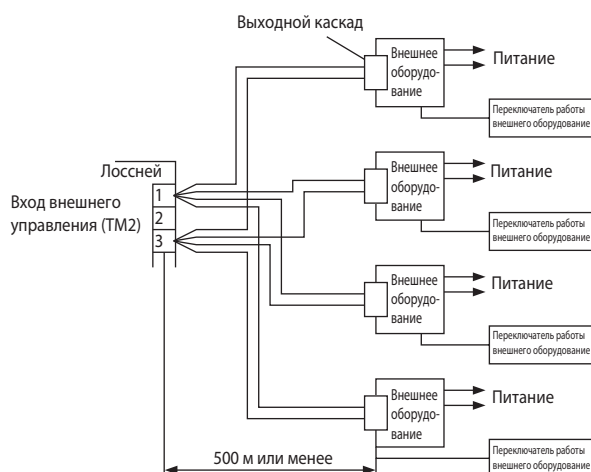 Выходной каскад
Внешнее
оборудо-
вание
Питание
Переключатель работы
внешнего оборудование
Лоссней
Вход внешнего
управления (TM2)
1
2
3
Внешнее
оборудо-
вание
Питание
Переключатель работы
внешнего оборудование
Внешнее
оборудо-
вание
Питание
Переключатель работы
внешнего оборудование
Внешнее
оборудо-
вание
Питание
Переключатель работы
внешнего оборудование
500 м или менее